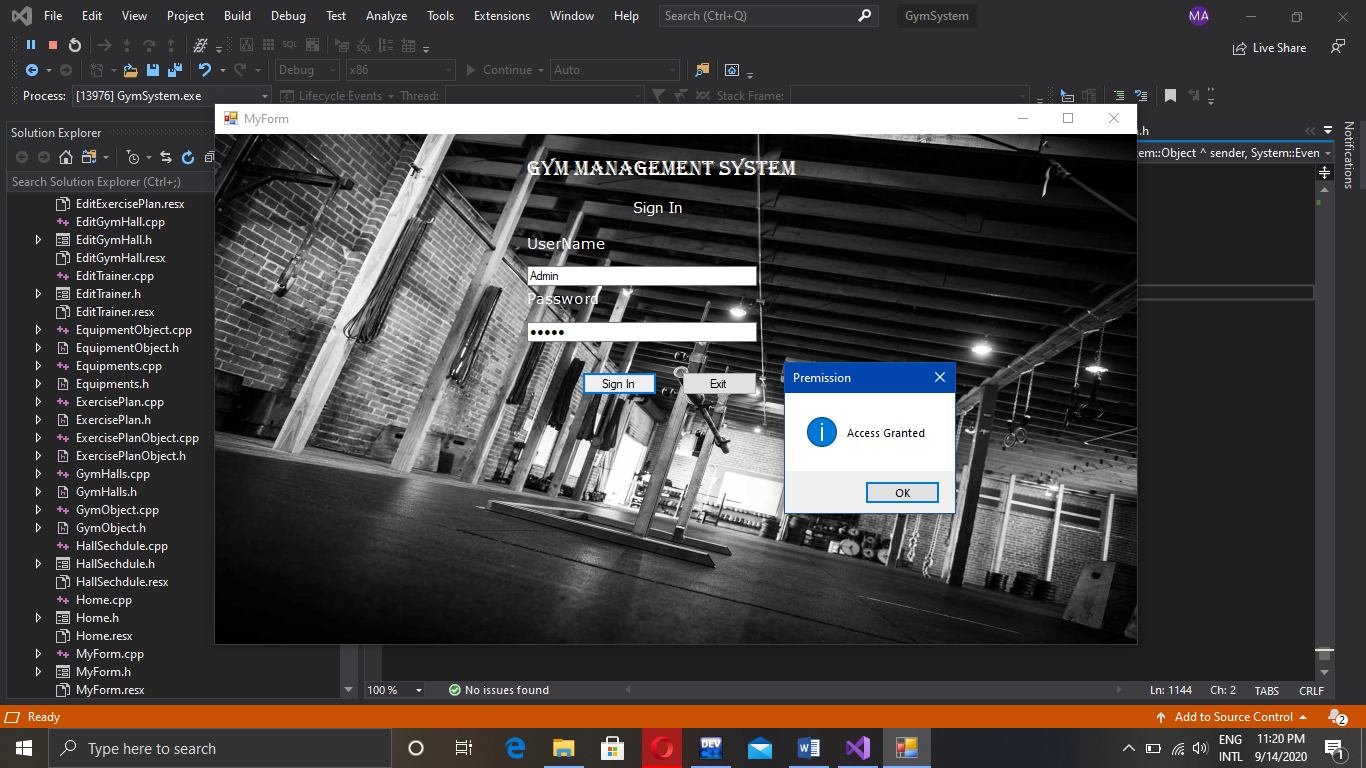 File Edit View Project Build Debug Test Analyze Tools Extensions Window Help Search (Ctrl+Q) GymSystem MA
Live Share
Debug x86 Continue Auto
Process: [13976] GymSystem.exe Lifecycle Events Thread: Stack Frame:
MyForm
Solution Explorer
.h
tem::Object ^ sender, System::Even
Search Solution Explorer (Ctrl+;)
Notifications
EditExercisePlan.resx
EditGymHall.cpp
EditGymHall.h
EditGymHall.resx
EditTrainer.cpp
EditTrainer.h
EditTrainer.resx
EquipmentObject.cpp
EquipmentObject.h
Equipments.cpp
Equipments.h
ExercisePlan.cpp
ExercisePlan.h
ExercisePlanObject.cpp
ExercisePlanObject.h
GymHalls.cpp
GymHalls.h
GymObject.cpp
GymObject.h
HallSechdule.cpp
HallSechdule.h
HallSechdule.resx
Home.cpp
Home.h
Home.resx
MyForm.cpp
MyForm.h
MyForm.resx
GYM MANAGEMENT SYSTEM
Sign In
UserName
Admin
Password
●●●●●
Sign In Exit
Premission
Access Granted
OK
100 % No issues found Ln: 1144 Ch: 2 TABS CRLF
Ready Add to Source Control 2
Type here to search
DEV C++
ENG
INTL
11:20 PM
9/14/2020
1